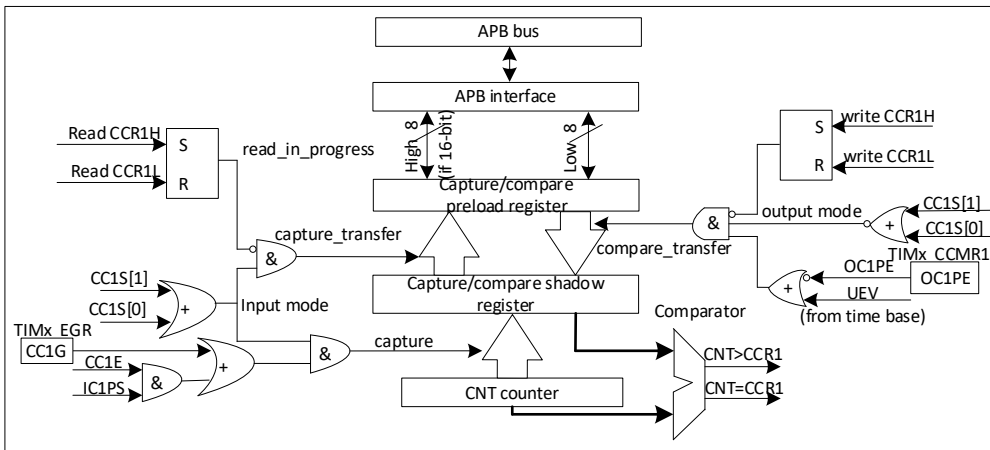 APB bus
APB interface
High 8
(if 16-bit)
Low 8
Read CCR1H
Read CCR1L
S
R
read_in_progress
write CCR1H
write CCR1L
S
R
Capture/compare
preload register
capture_transfer
&
compare_transfer
&
output mode
+
CC1S[1]
CC1S[0]
TIMx_CCMR1
OC1PE
OC1PE
UEV
(from time base)
+
Capture/compare shadow
register
CC1S[1]
CC1S[0]
+
Input mode
TIMx_EGR
CC1G
CC1E
IC1PS
&
+
&
capture
CNT counter
Comparator
CNT>CCR1
CNT=CCR1